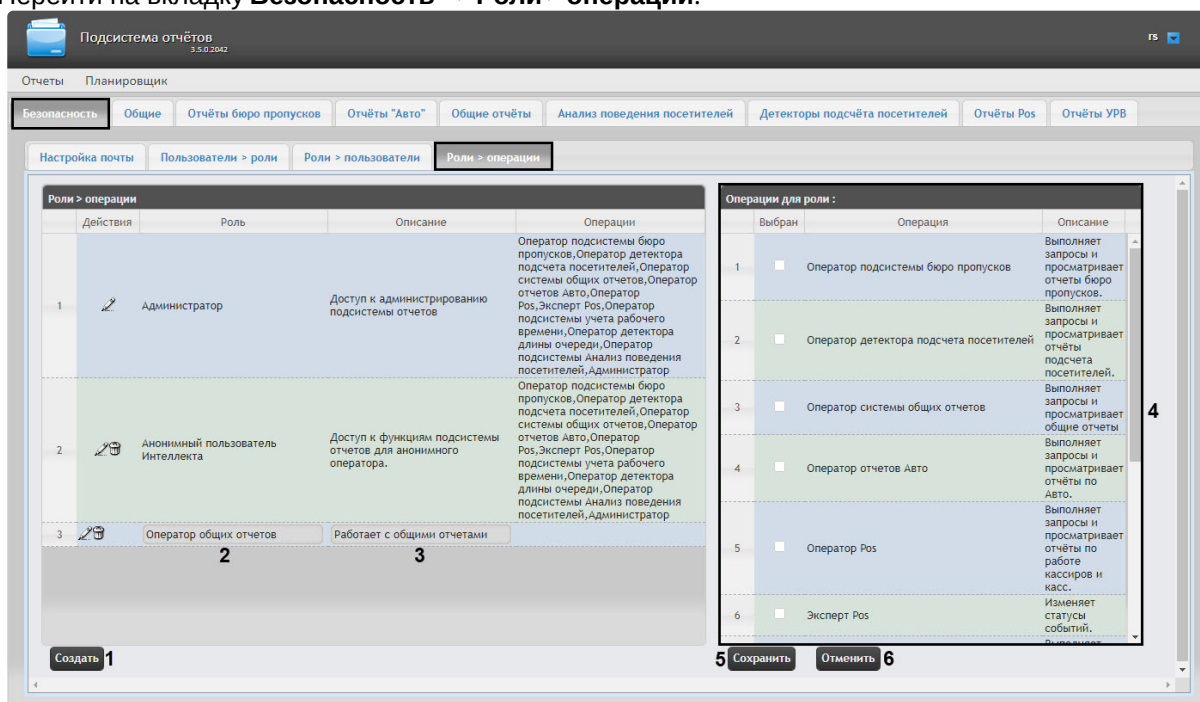 Перейти на вкладку Безопасность -> Роли> операции.
Подсистема отчётов
3.5.0.2042
rs
Отчеты Планировщик
Безопасность Общие Отчёты бюро пропусков Отчёты "Авто" Общие отчёты Анализ поведения посетителей Детекторы подсчёта посетителей Отчёты Pos Отчёты УРВ
Настройка почты Пользователи > роли Роли > пользователи Роли > операции
Роли > операции
Действия Роль Описание Операции
1 Администратор
Доступ к администрированию
подсистемы отчетов
Оператор подсистемы бюро
пропусков,Оператор детектора
подсчета посетителей,Оператор
системы общих отчетов,Оператор
отчетов Авто,Оператор
Pos,Эксперт Pos,Оператор
подсистемы учета рабочего
времени,Оператор детектора
длины очереди,Оператор
подсистемы Анализ поведения
посетителей,Администратор
2 Анонимный пользователь
Интеллекта
Доступ к функциям подсистемы
отчетов для анонимного
оператора.
Оператор подсистемы бюро
пропусков,Оператор детектора
подсчета посетителей,Оператор
системы общих отчетов,Оператор
отчетов Авто,Оператор
Pos,Эксперт Pos,Оператор
подсистемы учета рабочего
времени,Оператор детектора
длины очереди,Оператор
подсистемы Анализ поведения
посетителей,Администратор
3 Оператор общих отчетов Работает с общими отчетами
2 3
Создать 1
Операции для роли :
Выбран Операция Описание
1 Оператор подсистемы бюро пропусков
Выполняет
запросы и
просматривает
отчеты бюро
пропусков.
2 Оператор детектора подсчета посетителей
Выполняет
запросы и
просматривает
отчёты
подсчета
посетителей.
3 Оператор системы общих отчетов
Выполняет
запросы и
просматривает
общие отчеты
4
4 Оператор отчетов Авто
Выполняет
запросы и
просматривает
отчёты по
Авто.
5 Оператор Pos
Выполняет
запросы и
просматривает
отчёты по
работе
кассиров и
касс.
6 Эксперт Pos
Изменяет
статусы
событий.
Выполняет
5 Сохранить Отменить 6